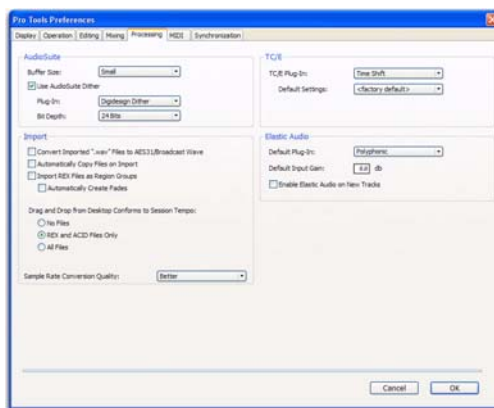 Pro Tools Preferences
Display Operation Editing Mixing Processing MIDI Synchronization
AudioSuite
Buffer Size: Small
Use AudioSuite Dither
Plug-In: Digidesign Dither
Bit Depth: 24 Bits
Import
Convert Imported ".wav" Files to AES31/Broadcast Wave
Automatically Copy Files on Import
Import REX Files as Region Groups
Automatically Create Fades
Drag and Drop from Desktop Conforms to Session Tempo:
No Files
REX and ACID Files Only
All Files
Sample Rate Conversion Quality: Better
TC/E
TC/E Plug-In: Time Shift
Default Settings: <factory default>
Elastic Audio
Default Plug-In: Polyphonic
Default Input Gain: 0.0 db
Enable Elastic Audio on New Tracks
Cancel OK